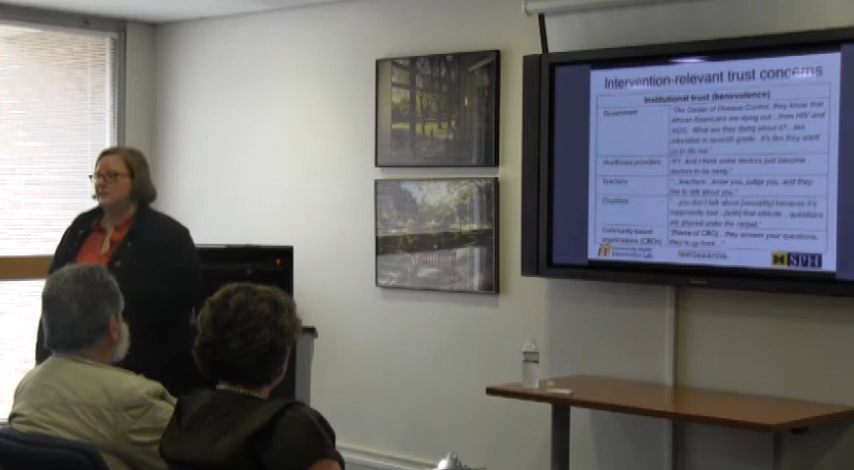 Intervention-relevant trust concerns
Institutional trust (benevolence)
Government
"The Center of Disease Control, they know that
African Americans are dying out...from HIV and
AIDS. What are they doing about it?...sex
education in seventh grade. It's like they want
us to die out."
Healthcare providers
"P1: And I think some doctors just become
doctors to be nasty."
Teachers
"...teachers...know you, judge you, and they
like to talk about you."
Churches
"...you don't talk about [sexuality] because it's
supposedly bad...[with] that attitude...questions
are shoved under the carpet."
Community-based
organizations (CBOs)
"[Name of CBO]...they answer your questions,
they're up front..."
M SPH